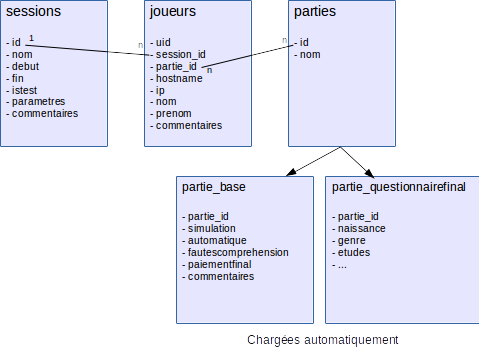 sessions
- id
- nom
- debut
- fin
- istest
- parametres
- commentaires
1
n
joueurs
- uid
- session_id
- partie_id
- hostname
- ip
- nom
- prenom
- commentaires
n
n
parties
- id
- nom
partie_base
- partie_id
- simulation
- automatique
- fautescomprehension
- paiementfinal
- commentaires
partie_questionnairefinal
- partie_id
- naissance
- genre
- etudes
- ...
Chargées automatiquement